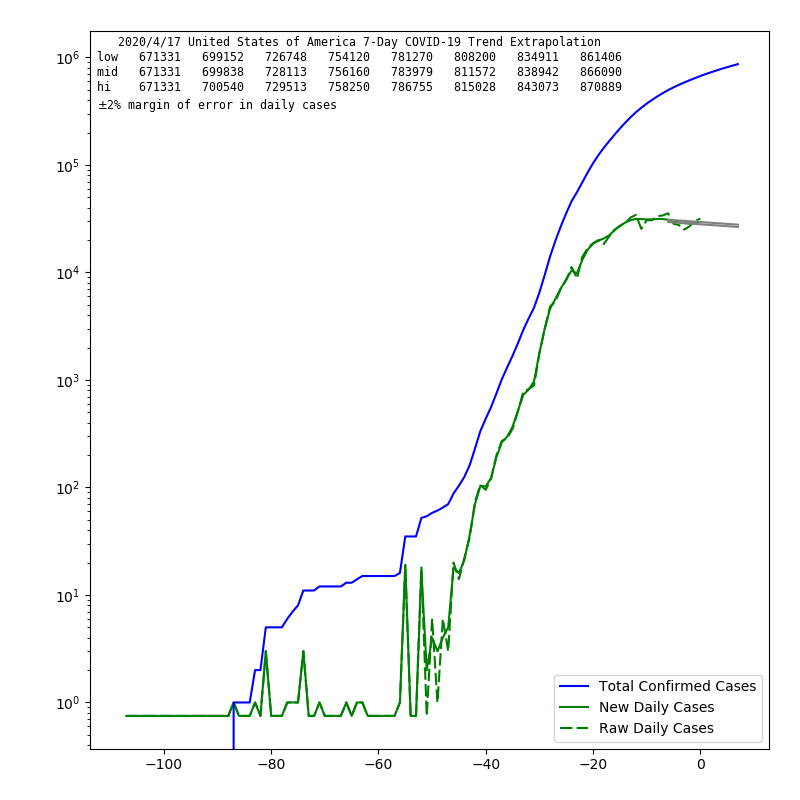 2020/4/17 United States of America 7-Day COVID-19 Trend Extrapolation
low 671331 699152 726748 754120 781270 808200 834911 861406
mid 671331 699838 728113 756160 783979 811572 838942 866090
hi 671331 700540 729513 758250 786755 815028 843073 870889
±2% margin of error in daily cases
10⁶
10⁵
10⁴
10³
10²
10¹
10⁰
Total Confirmed Cases
New Daily Cases
Raw Daily Cases
−100 −80 −60 −40 −20 0